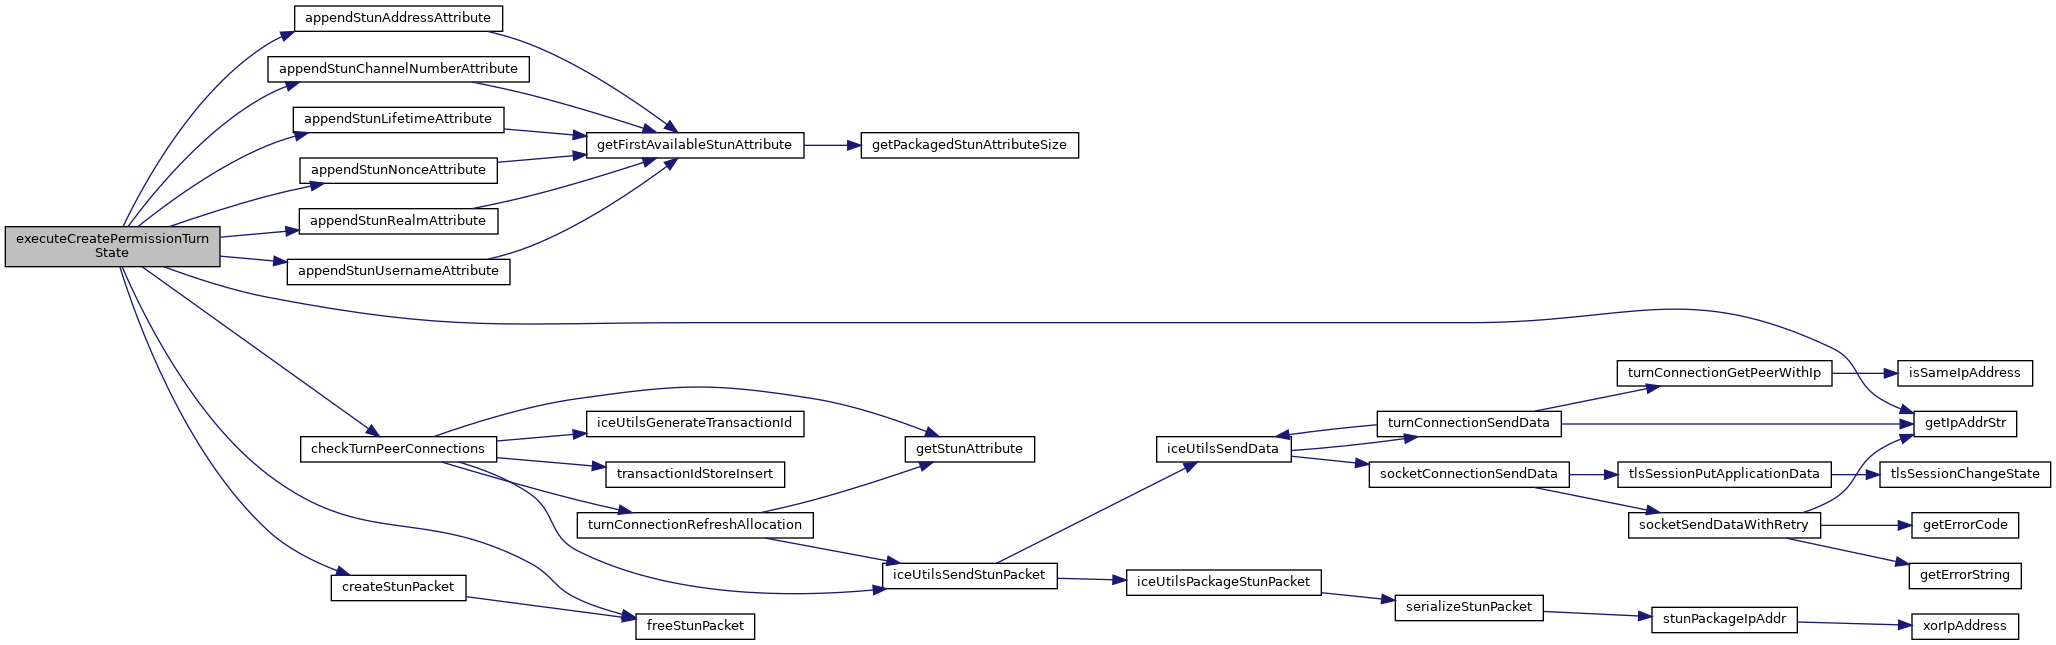 appendStunAddressAttribute
appendStunChannelNumberAttribute
appendStunLifetimeAttribute
getFirstAvailableStunAttribute
getPackagedStunAttributeSize
appendStunNonceAttribute
appendStunRealmAttribute
executeCreatePermissionTurn
State
appendStunUsernameAttribute
turnConnectionGetPeerWithIp
isSameIpAddress
iceUtilsGenerateTransactionId
turnConnectionSendData
getIpAddrStr
checkTurnPeerConnections
getStunAttribute
iceUtilsSendData
transactionIdStoreInsert
socketConnectionSendData
tlsSessionPutApplicationData
tlsSessionChangeState
turnConnectionRefreshAllocation
socketSendDataWithRetry
getErrorCode
iceUtilsSendStunPacket
getErrorString
iceUtilsPackageStunPacket
createStunPacket
serializeStunPacket
stunPackageIpAddr
freeStunPacket
xorIpAddress